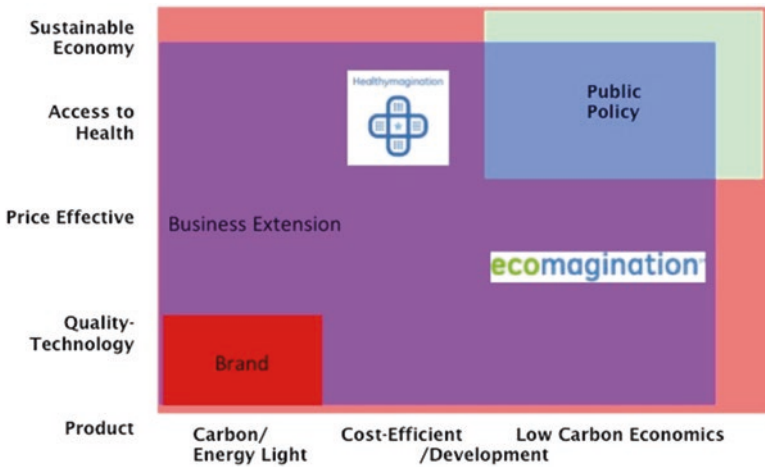 Sustainable
Economy
Access to
Health
Price Effective
Quality-
Technology
Product
Healthymagination
Public
Policy
Business Extension
ecomagination
Brand
Carbon/
Energy Light
Cost-Efficient
/Development
Low Carbon Economics